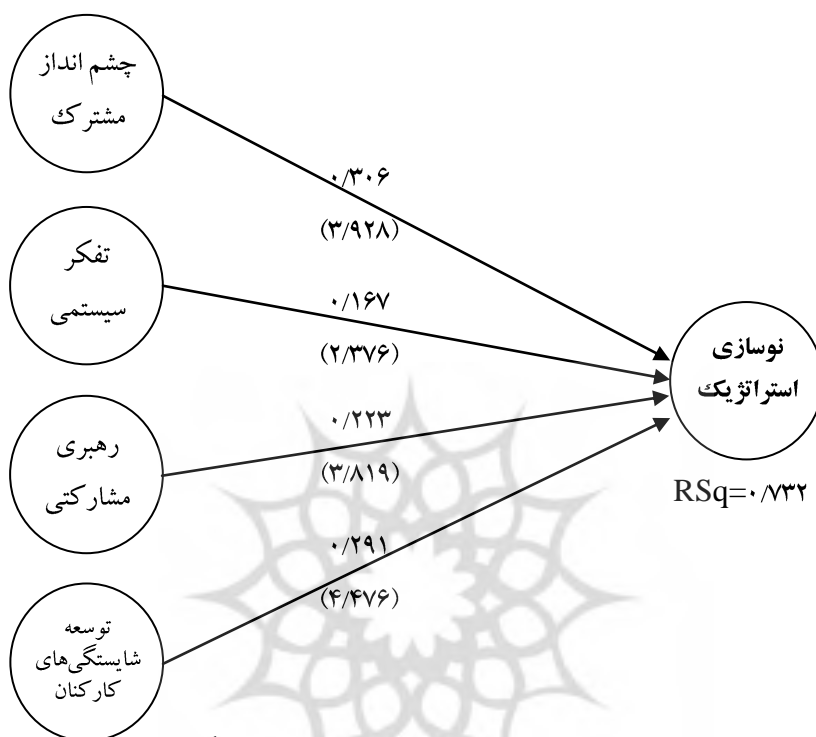 چشم انداز
مشترک
۰/۳۰۶
(۳/۹۲۸)
تفکر
سیستمی
۰/۱۶۷
(۲/۳۷۶)
نوسازی
استراتژیک
RSq=۰/۷۳۲
رهبری
مشارکتی
۰/۲۲۳
(۳/۸۱۹)
۰/۲۹۱
(۴/۴۷۶)
توسعه
شایستگی‌های
کارکنان